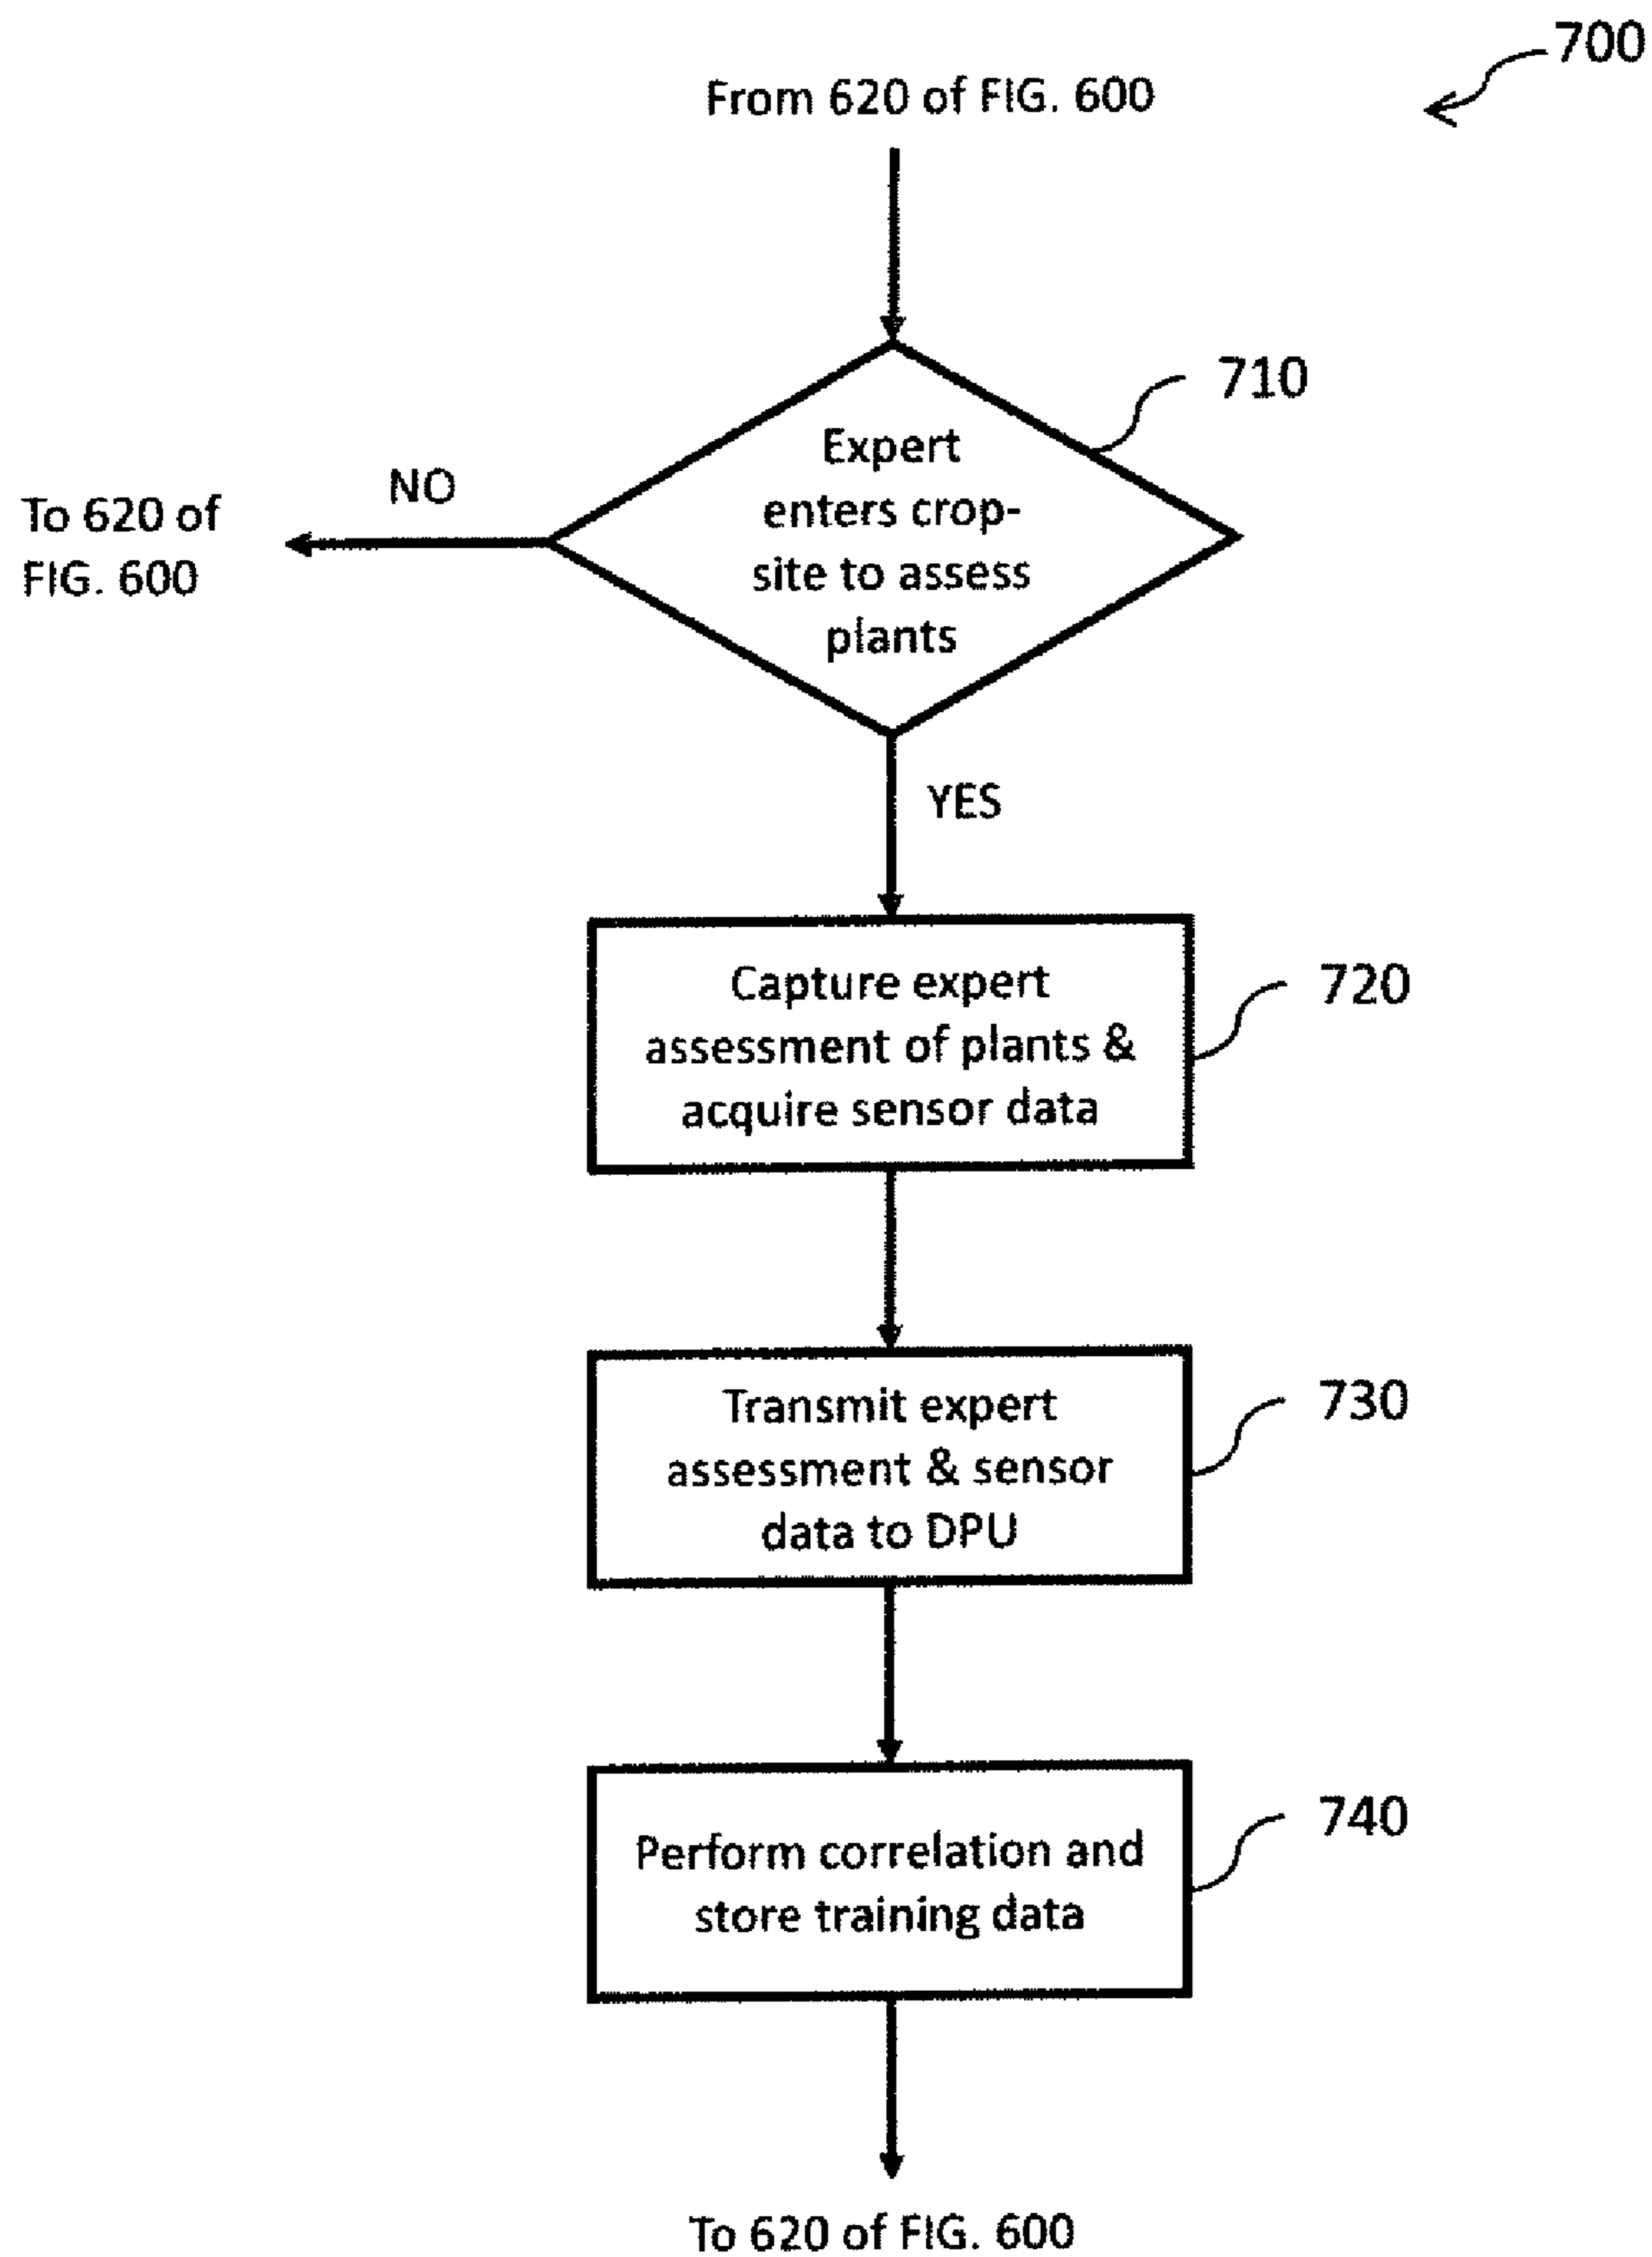 700
From 620 of FIG. 600
710
Expert
enters crop-
site to assess
plants
NO
To 620 of
FIG. 600
YES
720
Capture expert
assessment of plants &
acquire sensor data
730
Transmit expert
assessment & sensor
data to DPU
740
Perform correlation and
store training data
To 620 of FIG. 600